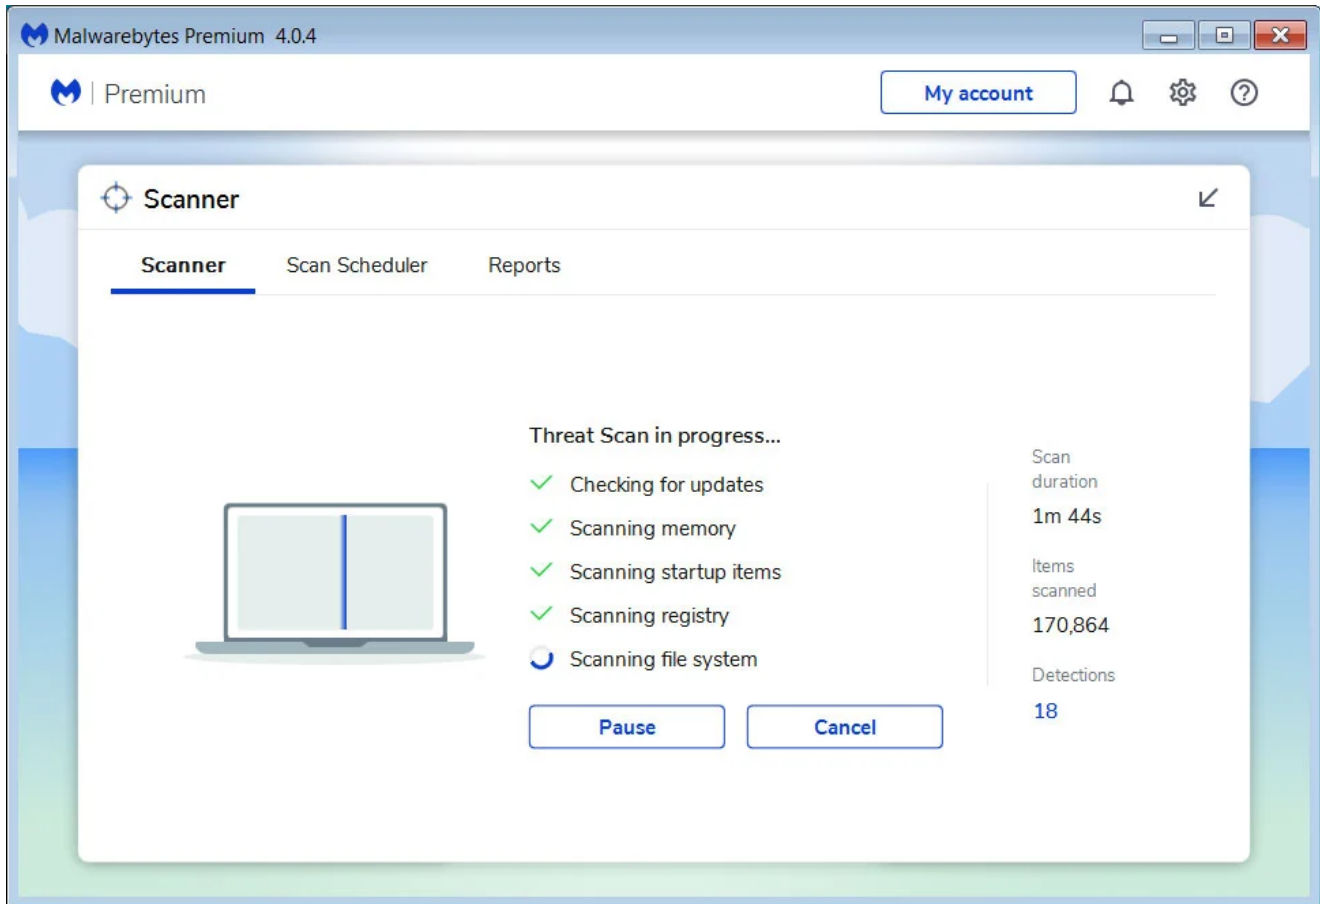 Malwarebytes Premium 4.0.4
Premium
My account
Scanner
Scanner
Scan Scheduler
Reports
Threat Scan in progress...
Checking for updates
Scanning memory
Scanning startup items
Scanning registry
Scanning file system
Pause
Cancel
Scan
duration
1m 44s
Items
scanned
170,864
Detections
18